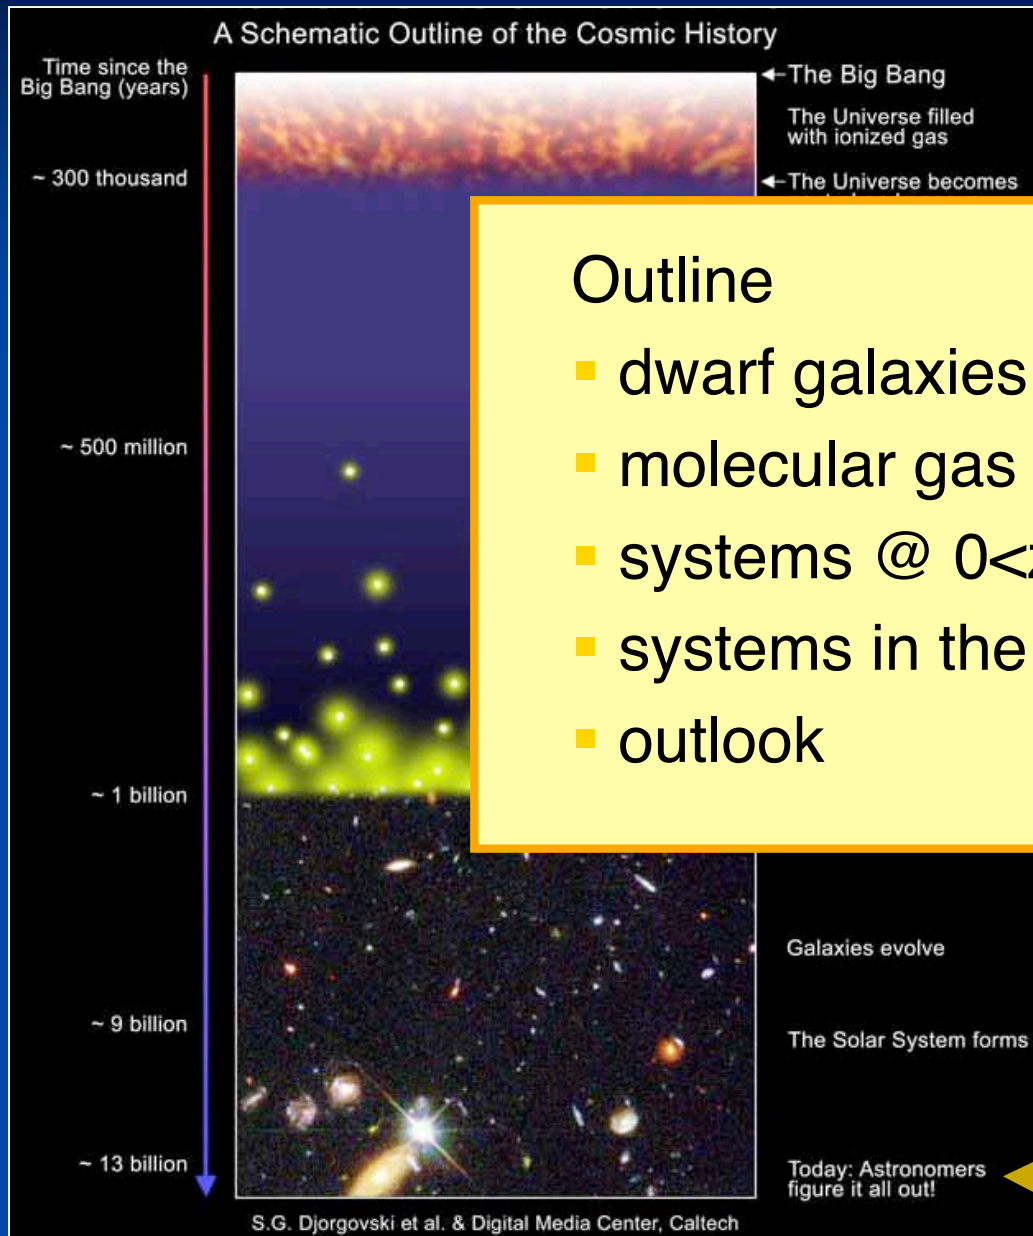 A Schematic Outline of the Cosmic History
Time since the
Big Bang (years)
The Big Bang
The Universe filled
with ionized gas
~ 300 thousand
The Universe becomes
Outline
dwarf galaxies
molecular gas
systems @ 0<
systems in the
outlook
~ 500 million
~ 1 billion
Galaxies evolve
~ 9 billion
The Solar System forms
~ 13 billion
Today: Astronomers
figure it all out!
S.G. Djorgovski et al. & Digital Media Center, Caltech